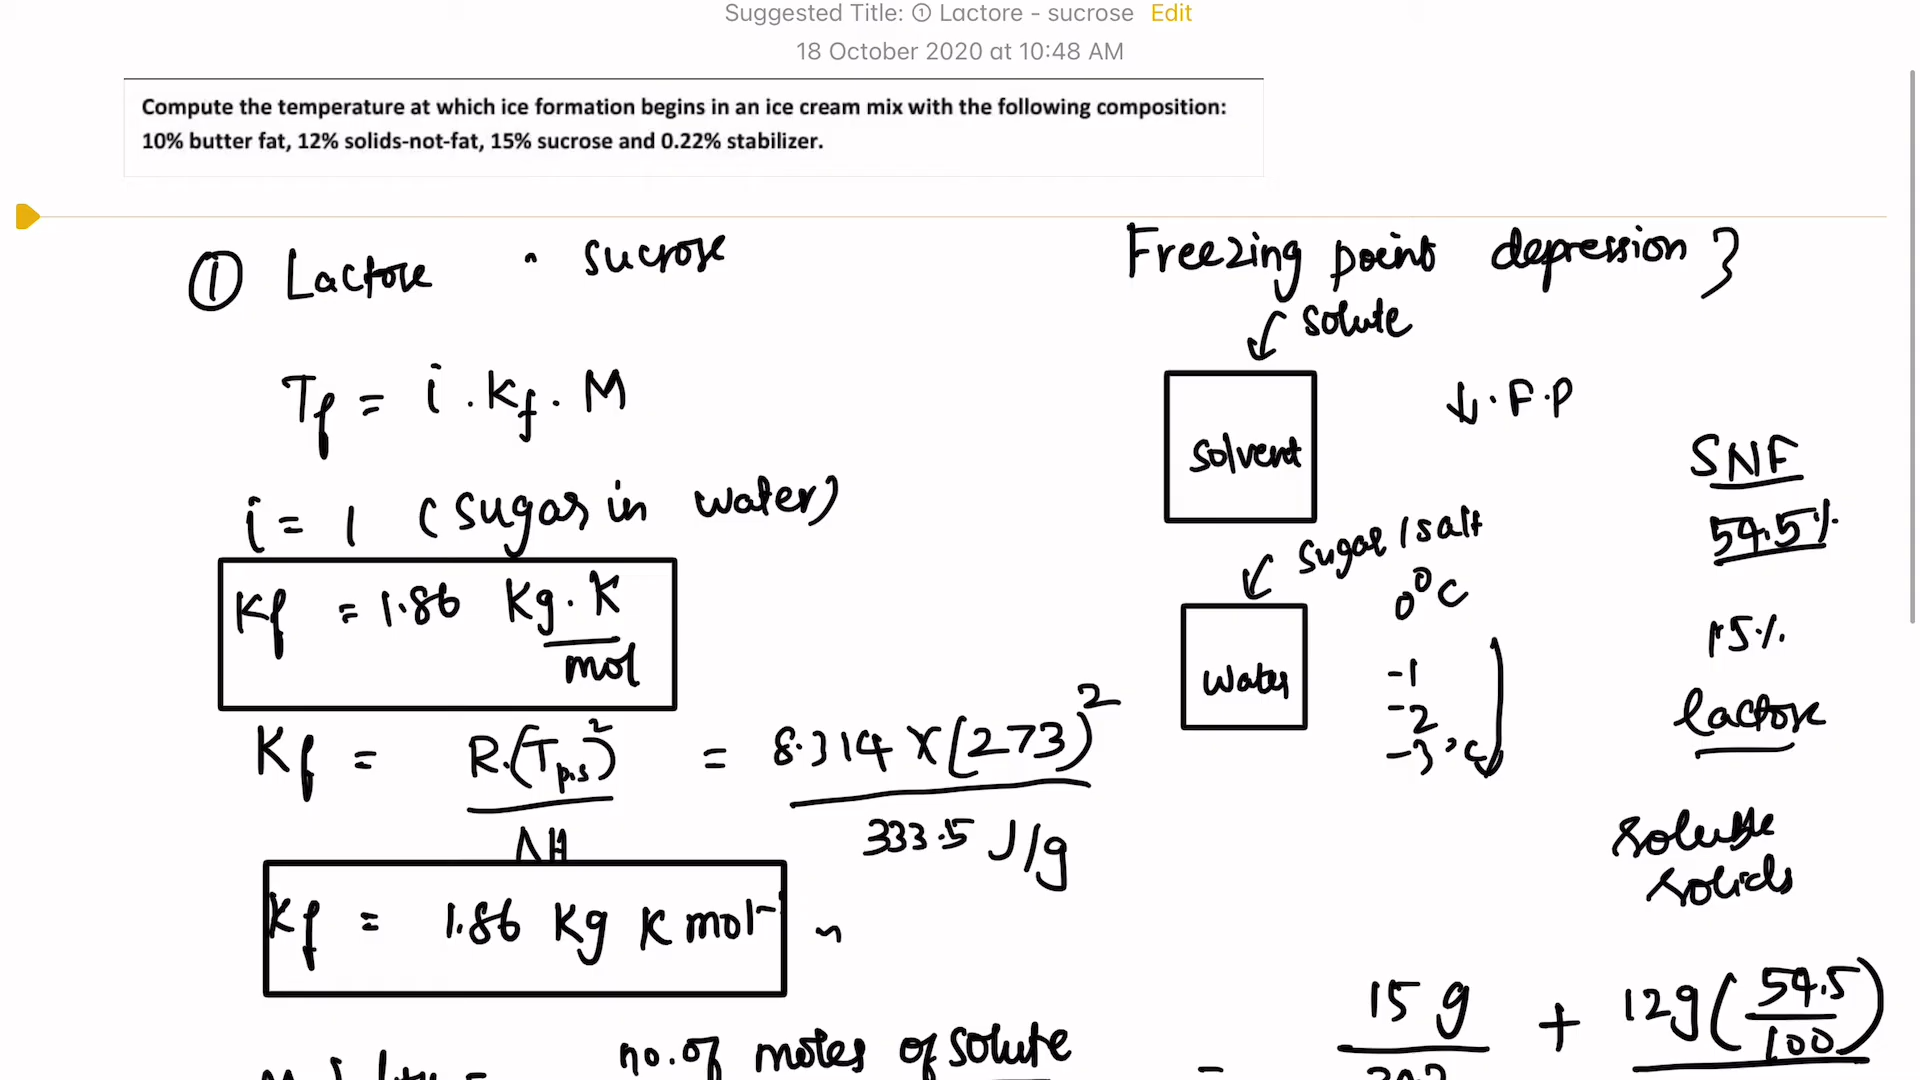 Suggested Title: ① Lactore - sucrose Edit
18 October 2020 at 10:48 AM
Compute the temperature at which ice formation begins in an ice cream mix with the following composition:
10% butter fat, 12% solids-not-fat, 15% sucrose and 0.22% stabilizer.
① Lactose · sucrose
Tf = i . Kf . M
i = 1 (sugar in water)
Kf = 1.86 Kg . K / mol
Kf = R.(Tp.s)² / ΔH = 8.314 X (273)² / 333.5 J/g
Kf = 1.86 Kg K mol-
no. of moles of solute
Freezing point depression }
solute
solvent
↓ . F.P
sugar / salt
water
0°C
-1
-2
-3°C
SNF
54.5%
15%
lactose
soluble
solids
= 15 g + 12g (54.5 / 100)